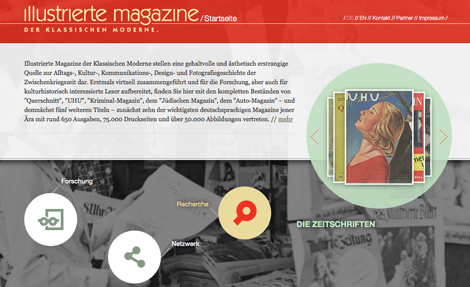 illustrierte magazine / Startseite
DER KLASSISCHEN MODERNE.
/ DE // EN // Kontakt // Partner // Impressum /
Illustrierte Magazine der Klassischen Moderne stellen eine gehaltvolle und ästhetisch erstrangige
Quelle zur Alltags-, Kultur-, Kommunikations-, Design- und Fotografiegeschichte der
Zwischenkriegszeit dar. Erstmals virtuell zusammengeführt und für die Forschung, aber auch für
kulturhistorisch interessierte Leser aufbereitet, finden Sie hier mit den kompletten Beständen von
"Querschnitt", "UHU", "Kriminal-Magazin", dem "Jüdischen Magazin", dem "Auto-Magazin" – und
demnächst fünf weiteren Titeln – zunächst zehn der wichtigsten deutschsprachigen Magazine jener
Ära mit rund 650 Ausgaben, 75.000 Druckseiten und über 50.000 Abbildungen vertreten. // mehr
UHU
Forschung
Recherche
Netzwerk
DIE ZEITSCHRIFTEN